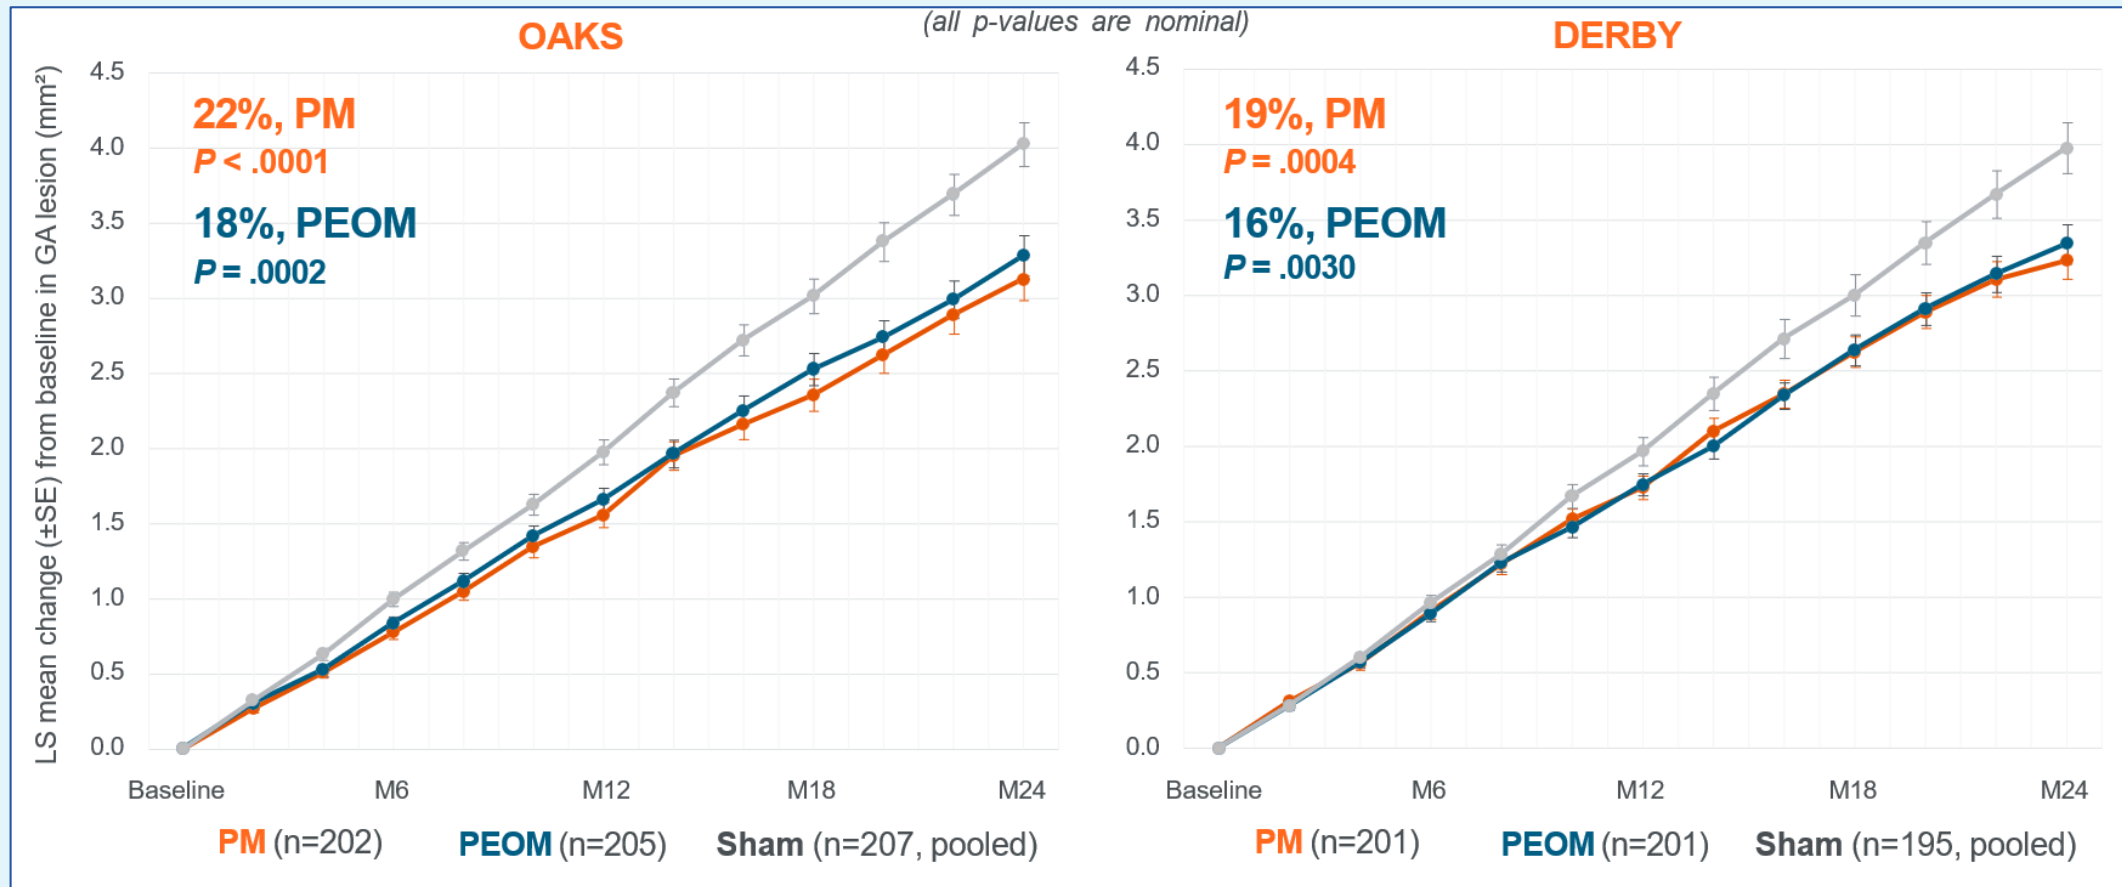 (all p-values are nominal)
OAKS
LS mean change (±SE) from baseline in GA lesion (mm²)
4.5
4.0
3.5
3.0
2.5
2.0
1.5
1.0
0.5
0.0
22%, PM
P < .0001
18%, PEOM
P = .0002
Baseline M6 M12 M18 M24
PM (n=202) PEOM (n=205) Sham (n=207, pooled)
DERBY
4.5
4.0
3.5
3.0
2.5
2.0
1.5
1.0
0.5
0.0
19%, PM
P = .0004
16%, PEOM
P = .0030
Baseline M6 M12 M18 M24
PM (n=201) PEOM (n=201) Sham (n=195, pooled)